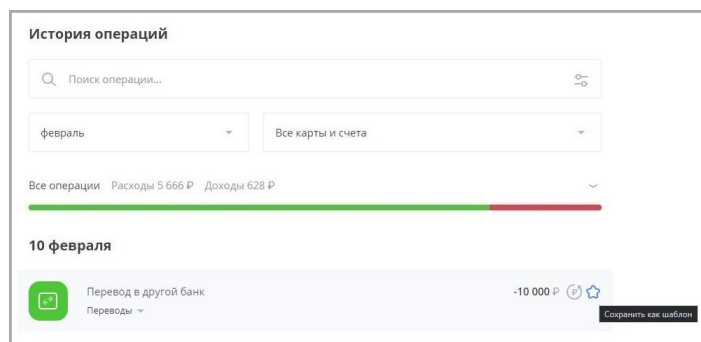 История операций
Поиск операции...
февраль Все карты и счета
Все операции Расходы 5 666 ₽ Доходы 628 ₽
10 февраля
Перевод в другой банк -10 000 ₽
Переводы
Сохранить как шаблон